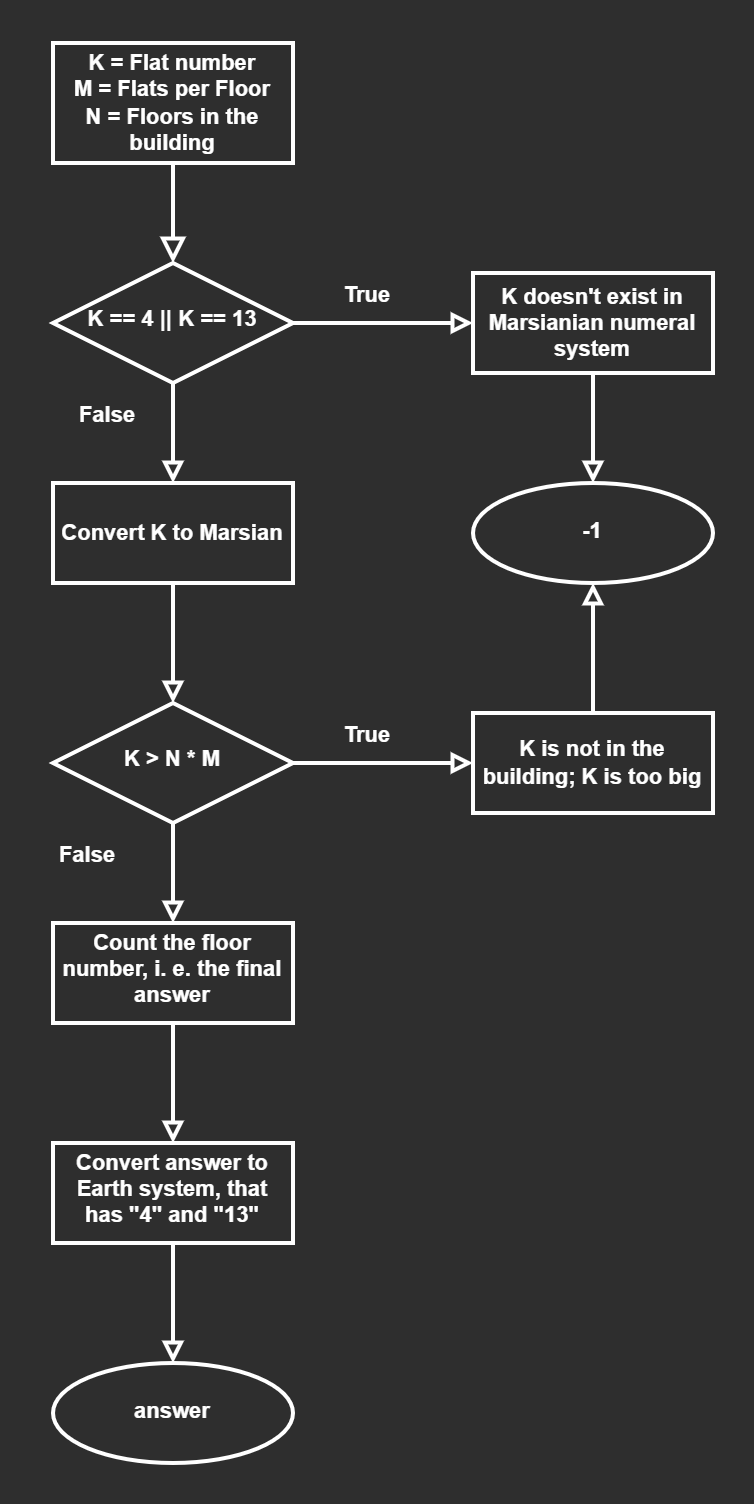 K = Flat number
M = Flats per Floor
N = Floors in the
building
K == 4 || K == 13
True
K doesn't exist in
Marsianian numeral
system
False
Convert K to Marsian
-1
K > N * M
True
K is not in the
building; K is too big
False
Count the floor
number, i. e. the final
answer
Convert answer to
Earth system, that
has "4" and "13"
answer